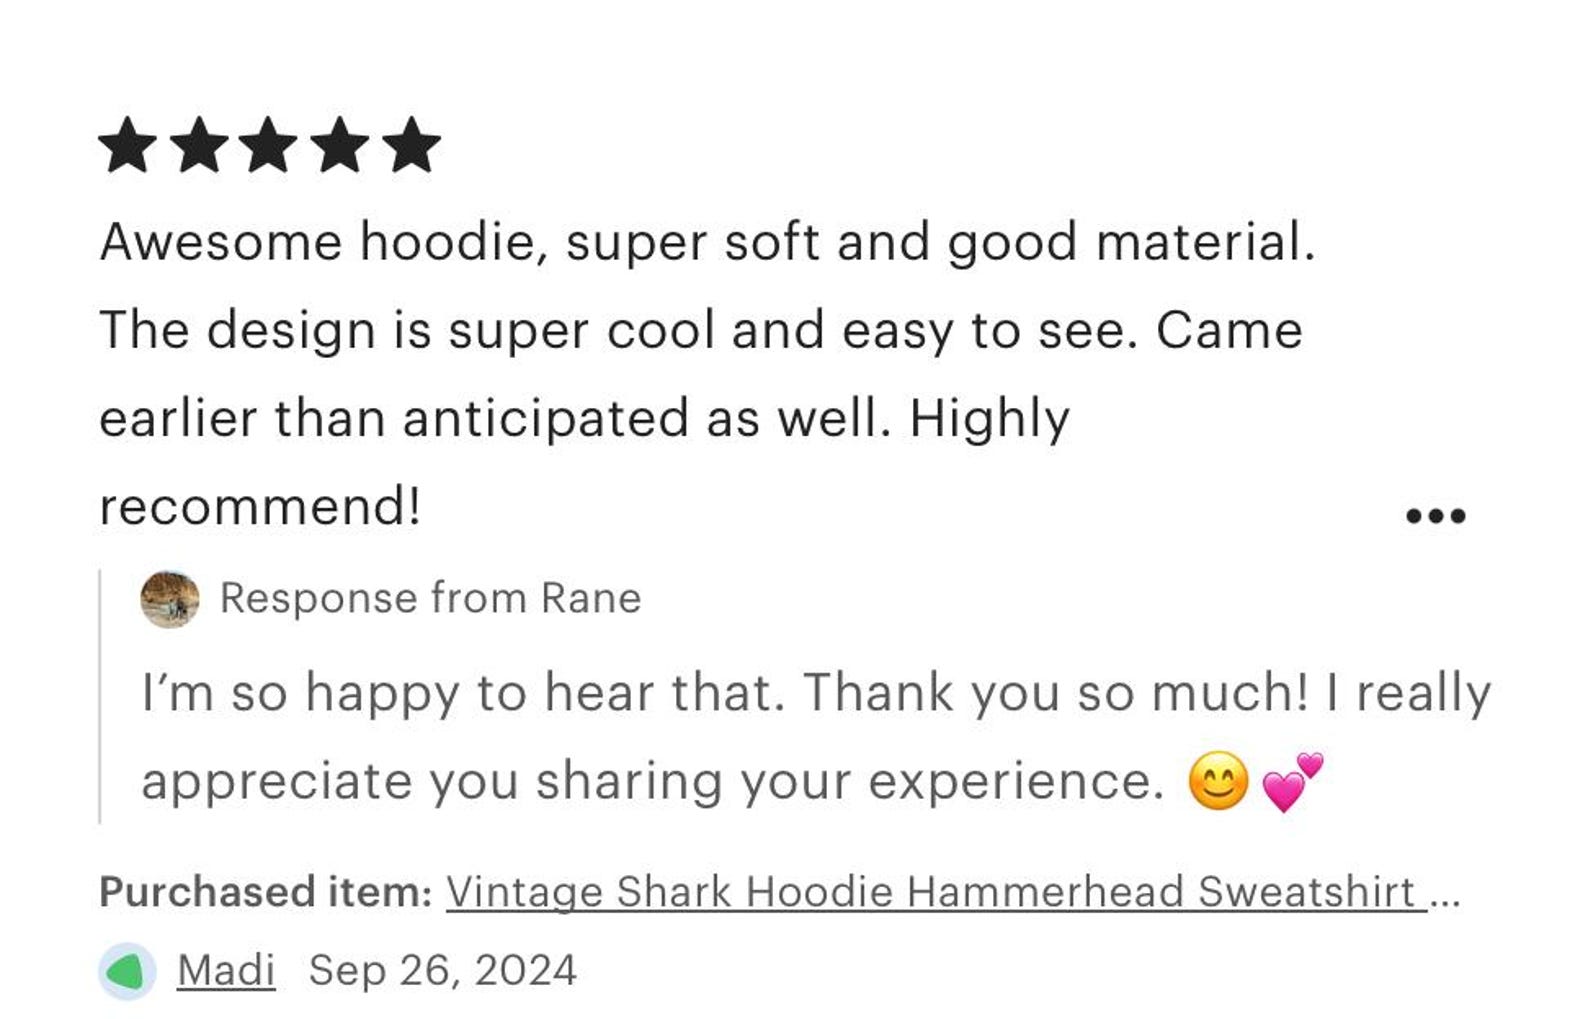 Awesome hoodie, super soft and good material.
The design is super cool and easy to see. Came
earlier than anticipated as well. Highly
recommend!
Response from Rane
I’m so happy to hear that. Thank you so much! I really
appreciate you sharing your experience. 😊💕
Purchased item: Vintage Shark Hoodie Hammerhead Sweatshirt ...
Madi Sep 26, 2024